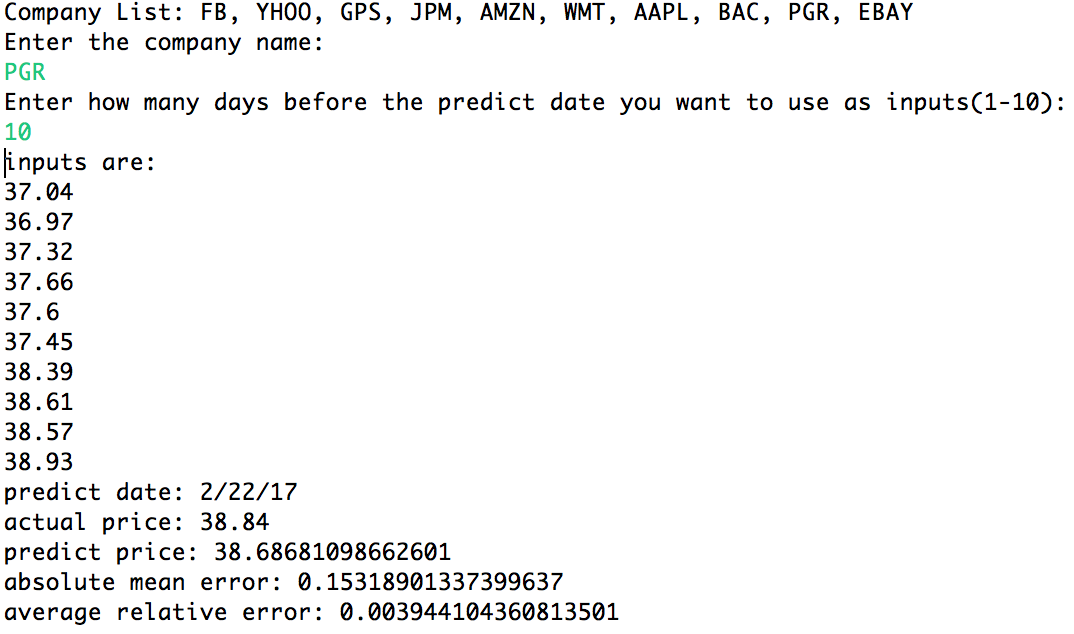 Company List: FB, YHOO, GPS, JPM, AMZN, WMT, AAPL, BAC, PGR, EBAY
Enter the company name:
PGR
Enter how many days before the predict date you want to use as inputs(1-10):
10
inputs are:
37.04
36.97
37.32
37.66
37.6
37.45
38.39
38.61
38.57
38.93
predict date: 2/22/17
actual price: 38.84
predict price: 38.68681098662601
absolute mean error: 0.15318901337399637
average relative error: 0.003944104360813501